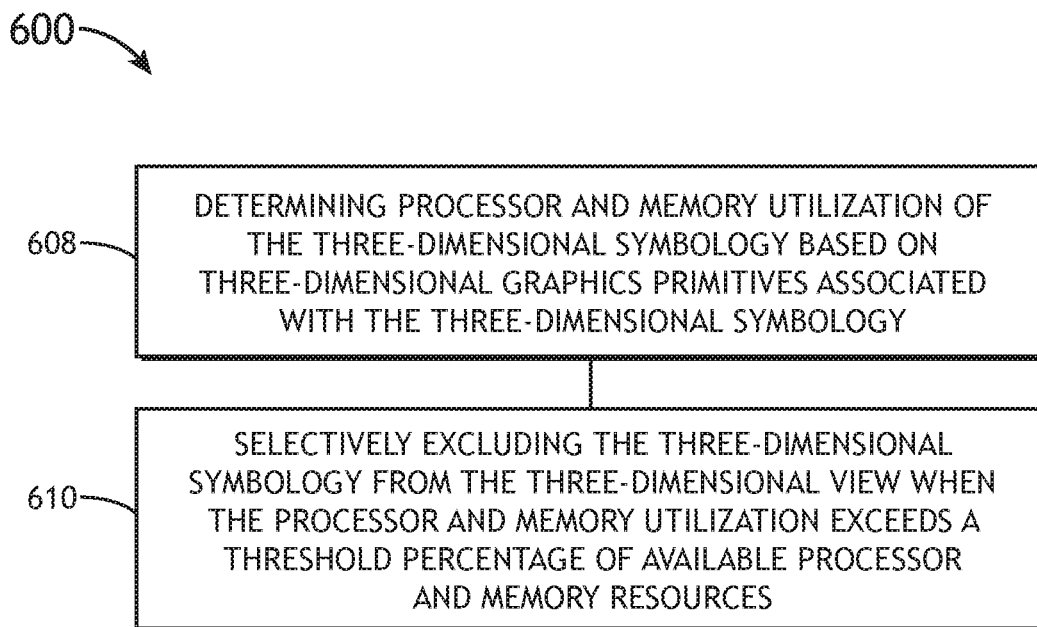 600
608
DETERMINING PROCESSOR AND MEMORY UTILIZATION OF
THE THREE-DIMENSIONAL SYMBOLOGY BASED ON
THREE-DIMENSIONAL GRAPHICS PRIMITIVES ASSOCIATED
WITH THE THREE-DIMENSIONAL SYMBOLOGY
610
SELECTIVELY EXCLUDING THE THREE-DIMENSIONAL
SYMBOLOGY FROM THE THREE-DIMENSIONAL VIEW WHEN
THE PROCESSOR AND MEMORY UTILIZATION EXCEEDS A
THRESHOLD PERCENTAGE OF AVAILABLE PROCESSOR
AND MEMORY RESOURCES